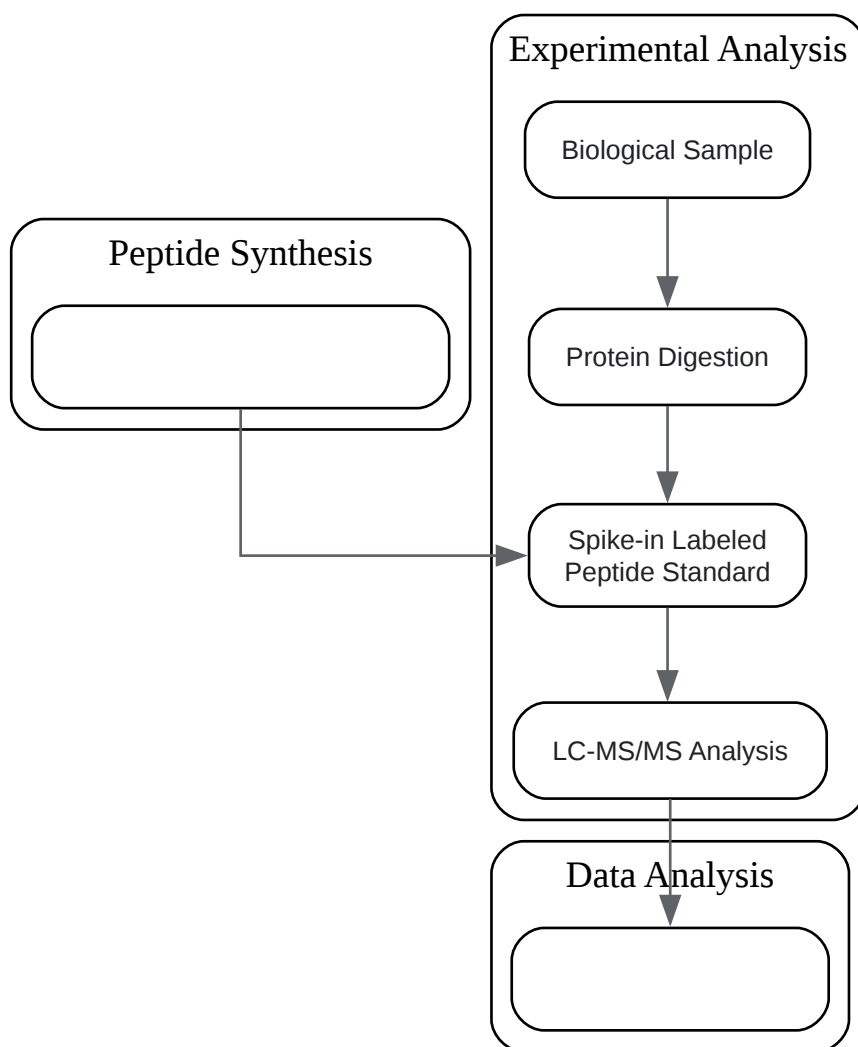 Experimental Analysis
Biological Sample
Peptide Synthesis
Protein Digestion
Spike-in Labeled
Peptide Standard
LC-MS/MS Analysis
Data Analysis